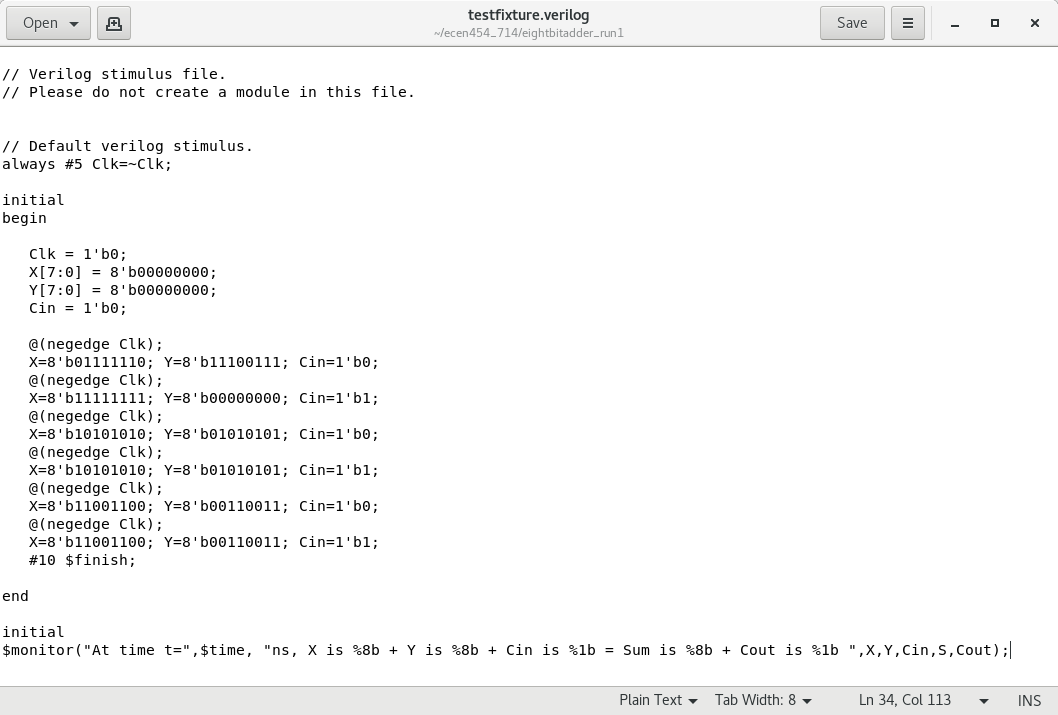 Open
testfixture.verilog
~/ecen454_714/eightbitadder_run1
Save
// Verilog stimulus file.
// Please do not create a module in this file.
// Default verilog stimulus.
always #5 Clk=~Clk;
initial
begin
Clk = 1'b0;
X[7:0] = 8'b00000000;
Y[7:0] = 8'b00000000;
Cin = 1'b0;
@(negedge Clk);
X=8'b01111110; Y=8'b11100111; Cin=1'b0;
@(negedge Clk);
X=8'b11111111; Y=8'b00000000; Cin=1'b1;
@(negedge Clk);
X=8'b10101010; Y=8'b01010101; Cin=1'b0;
@(negedge Clk);
X=8'b10101010; Y=8'b01010101; Cin=1'b1;
@(negedge Clk);
X=8'b11001100; Y=8'b00110011; Cin=1'b0;
@(negedge Clk);
X=8'b11001100; Y=8'b00110011; Cin=1'b1;
#10 $finish;
end
initial
$monitor("At time t=",$time, "ns, X is %8b + Y is %8b + Cin is %1b = Sum is %8b + Cout is %1b ",X,Y,Cin,S,Cout);
Plain Text Tab Width: 8 Ln 34, Col 113 INS